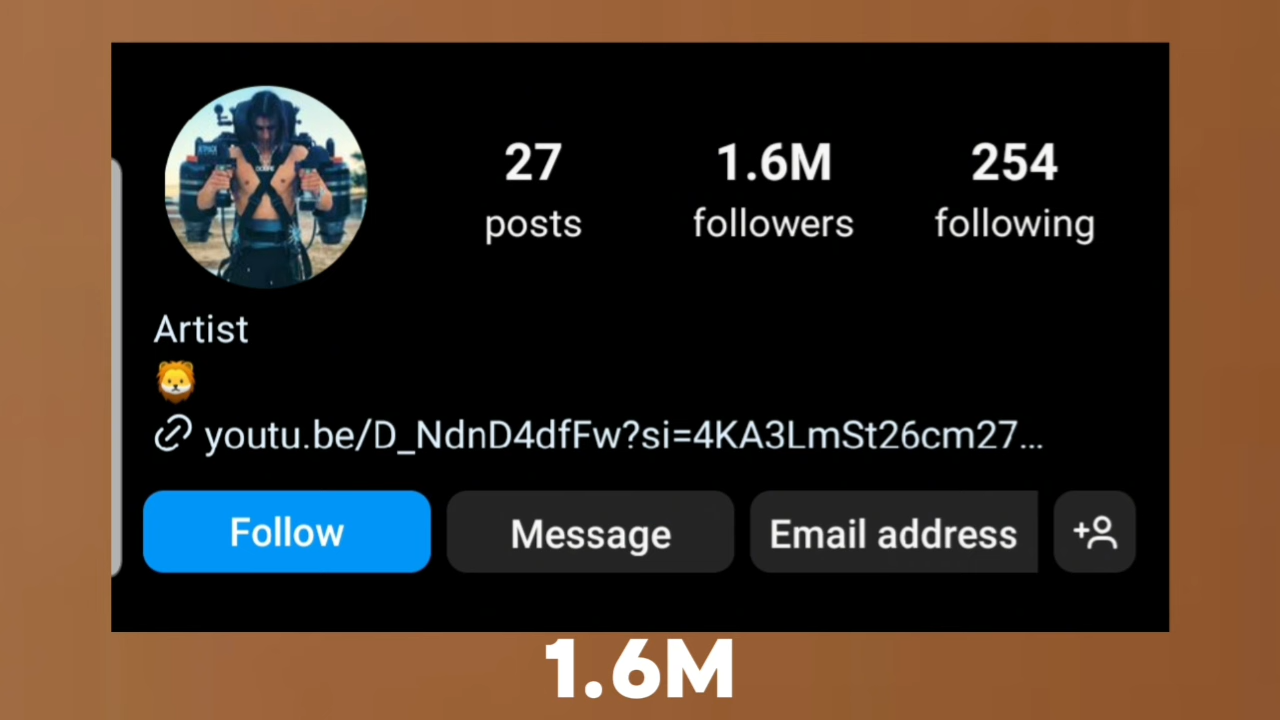 27 1.6M 254
posts followers following
Artist
youtu.be/D_NdnD4dfFw?si=4KA3LmSt26cm27...
Follow Message Email address
1.6M